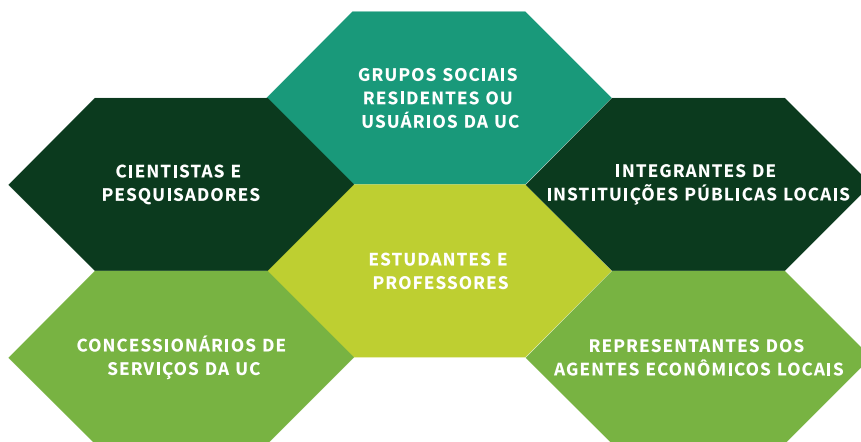 GRUPOS SOCIAIS
RESIDENTES OU
USUÁRIOS DA UC
CIENTISTAS E
PESQUISADORES
INTEGRANTES DE
INSTITUIÇÕES PÚBLICAS LOCAIS
ESTUDANTES E
PROFESSORES
CONCESSIONÁRIOS DE
SERVIÇOS DA UC
REPRESENTANTES DOS
AGENTES ECONÔMICOS LOCAIS